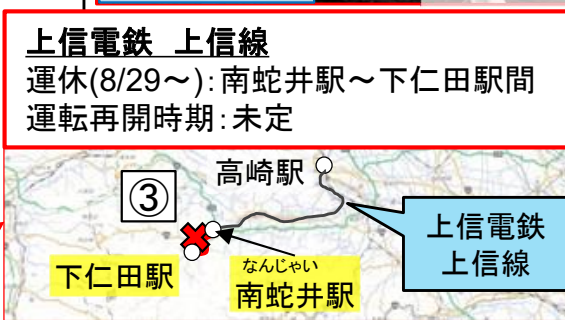 上信電鉄 上信線
運休(8/29～):南蛇井駅～下仁田駅間
運転再開時期:未定
高崎駅
③
上信電鉄
上信線
なんじゃい
南蛇井駅
下仁田駅